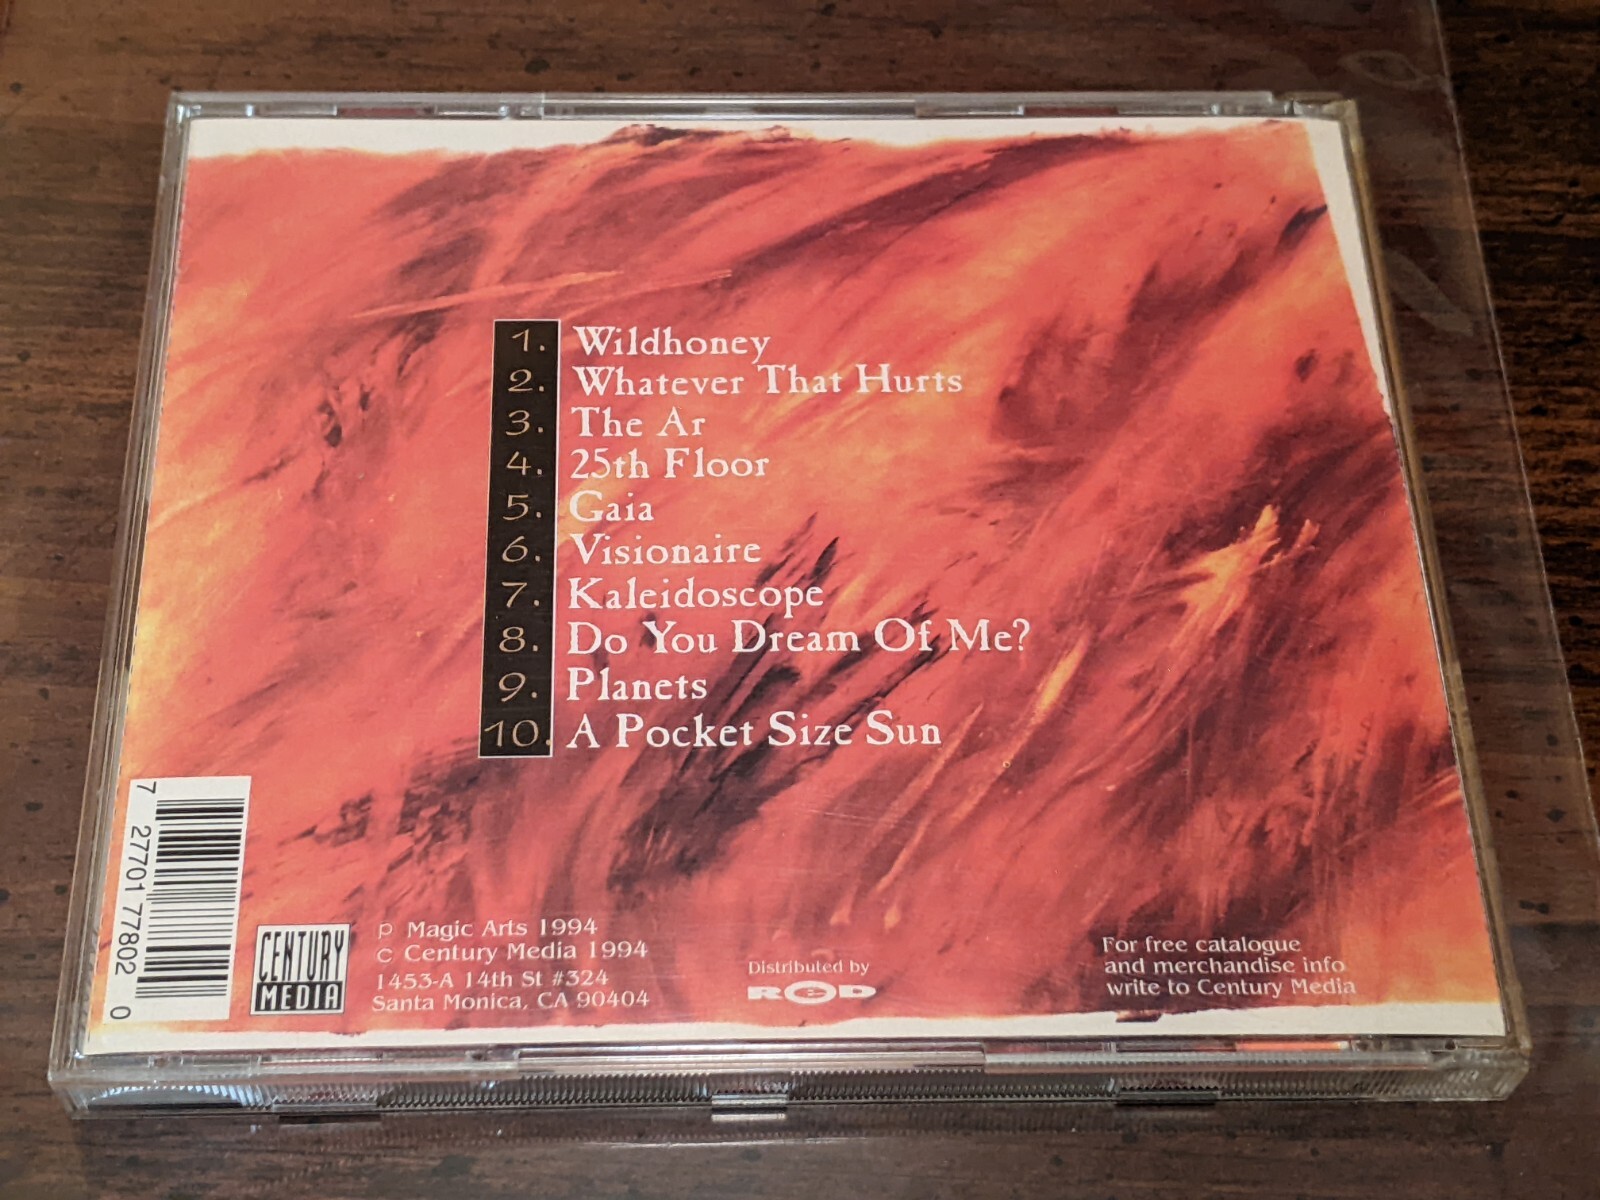 1. Wildhoney
2. Whatever That Hurts
3. The Ar
4. 25th Floor
5. Gaia
6. Visionaire
7. Kaleidoscope
8. Do You Dream Of Me?
9. Planets
10. A Pocket Size Sun
7 27701 77802 0
CENTURY
MEDIA
P Magic Arts 1994
C Century Media 1994
1453-A 14th St #324
Santa Monica, CA 90404
Distributed by
RED
For free catalogue
and merchandise info
write to Century Media